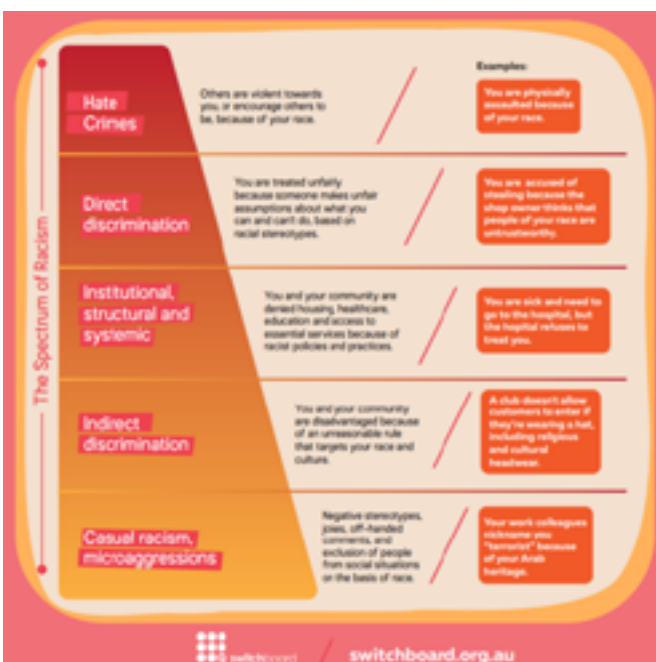 The Spectrum of Racism
Examples:
Hate
Crimes
Others are violent towards
you, or encourage others to
be, because of your race.
You are physically
assaulted because
of your race.
Direct
discrimination
You are treated unfairly
because someone makes unfair
assumptions about what you
can and can't do, based on
racial stereotypes.
You are accused of
stealing because the
shop owner thinks that
people of your race are
untrustworthy.
Institutional,
structural and
systemic
You and your community are
denied housing, healthcare,
education and access to
essential services because of
racist policies and practices.
You are sick and need to
go to the hospital, but
the hopital refuses to
treat you.
Indirect
discrimination
You and your community
are disadvantaged because
of an unreasonable rule
that targets your race and
culture.
A club doesn't allow
customers to enter if
they're wearing a hat,
including religious
and cultural
headwear.
Casual racism,
microaggressions
Negative stereotypes,
jokes, off-handed
comments, and
exclusion of people
from social situations
on the basis of race.
Your work colleagues
nickname you
"terrorist" because
of your Arab
heritage.
switchboard
switchboard.org.au